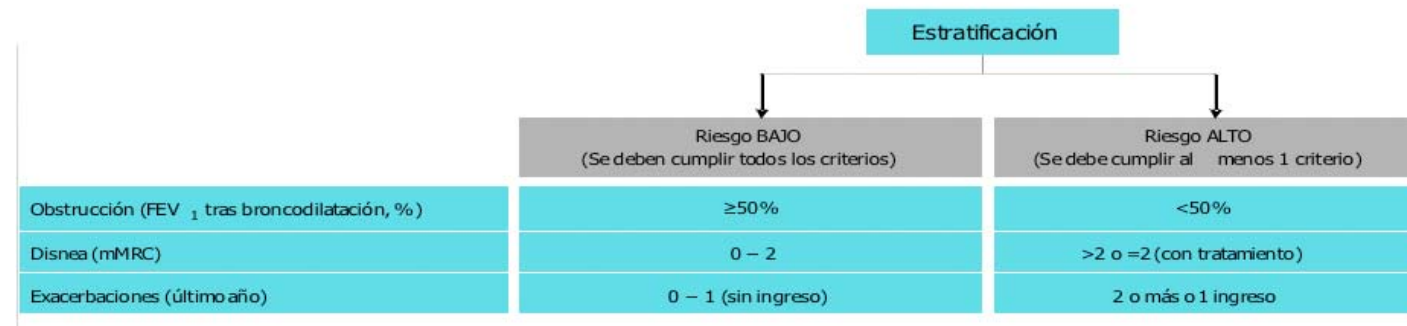 Estratificación
Riesgo BAJO
(Se deben cumplir todos los criterios)
Riesgo ALTO
(Se debe cumplir al menos 1 criterio)
Obstrucción (FEV 1 tras broncodilatación, %)
≥50%
<50%
Disnea (mMRC)
0 – 2
>2 o =2 (con tratamiento)
Exacerbaciones (último año)
0 – 1 (sin ingreso)
2 o más o 1 ingreso